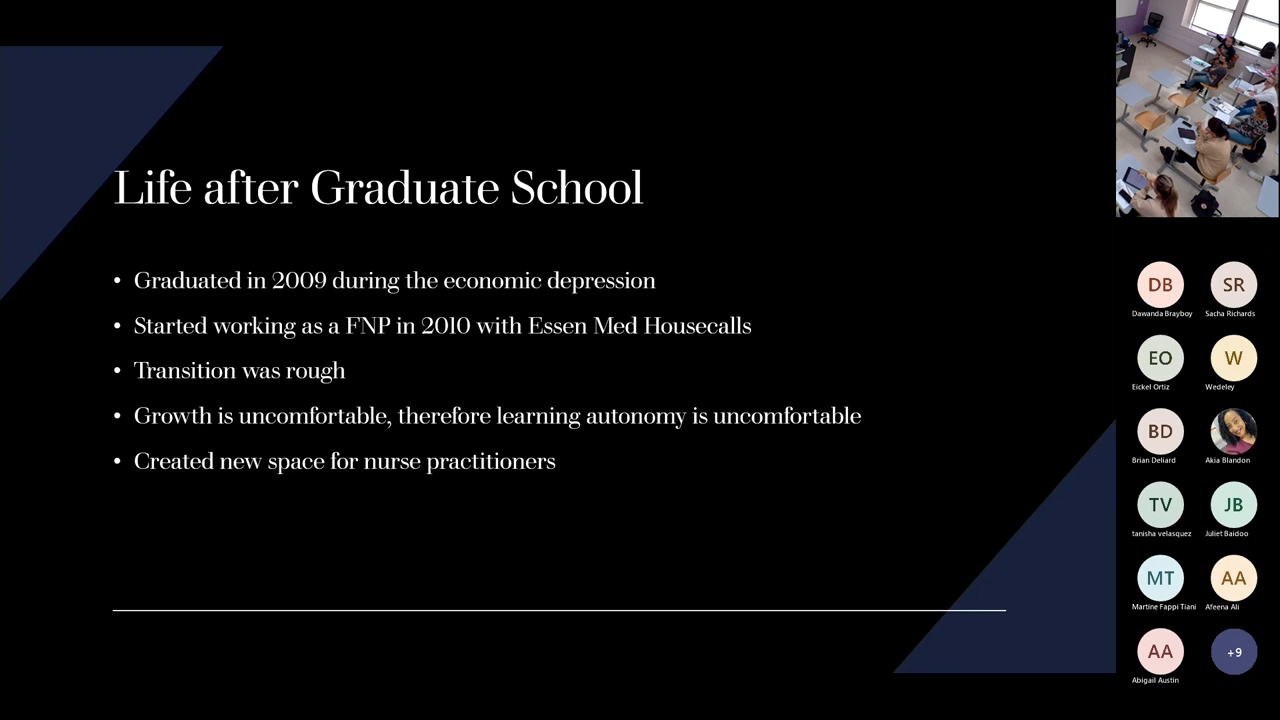 Life after Graduate School
• Graduated in 2009 during the economic depression
• Started working as a FNP in 2010 with Essen Med Housecalls
• Transition was rough
• Growth is uncomfortable, therefore learning autonomy is uncomfortable
• Created new space for nurse practitioners
DB
SR
Dawanda Brayboy
Sacha Richards
EO
W
Eickel Ortiz
Wedeley
BD
Brian Deliard
Akia Blandon
TV
JB
tanisha velasquez
Juliet Baidoo
MT
AA
Martine Fappi Tiani
Afeena Ali
AA
+9
Abigail Austin